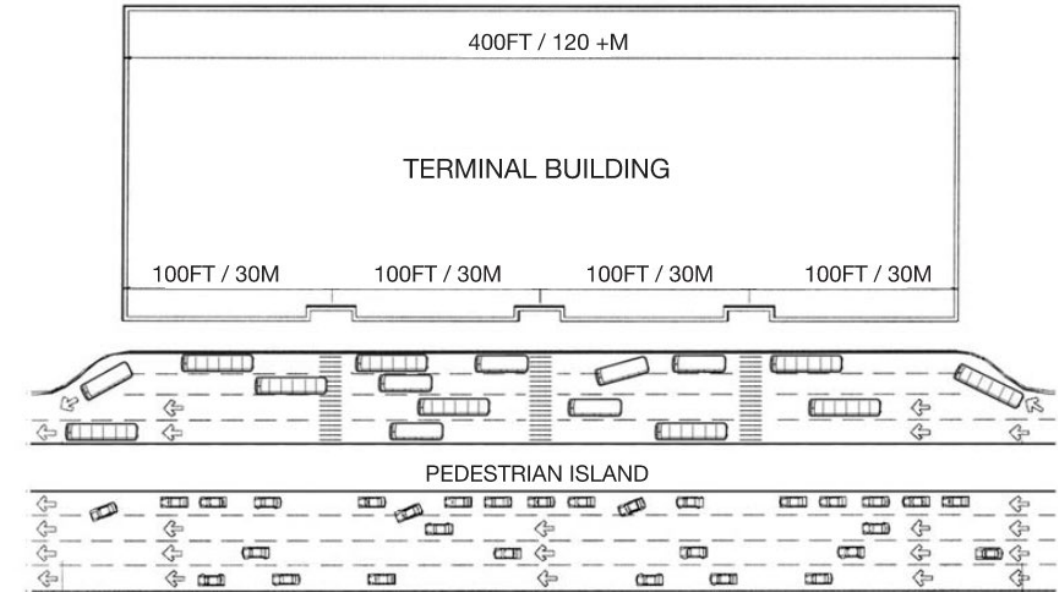 400FT / 120 +M
TERMINAL BUILDING
100FT / 30M 100FT / 30M 100FT / 30M 100FT / 30M
PEDESTRIAN ISLAND